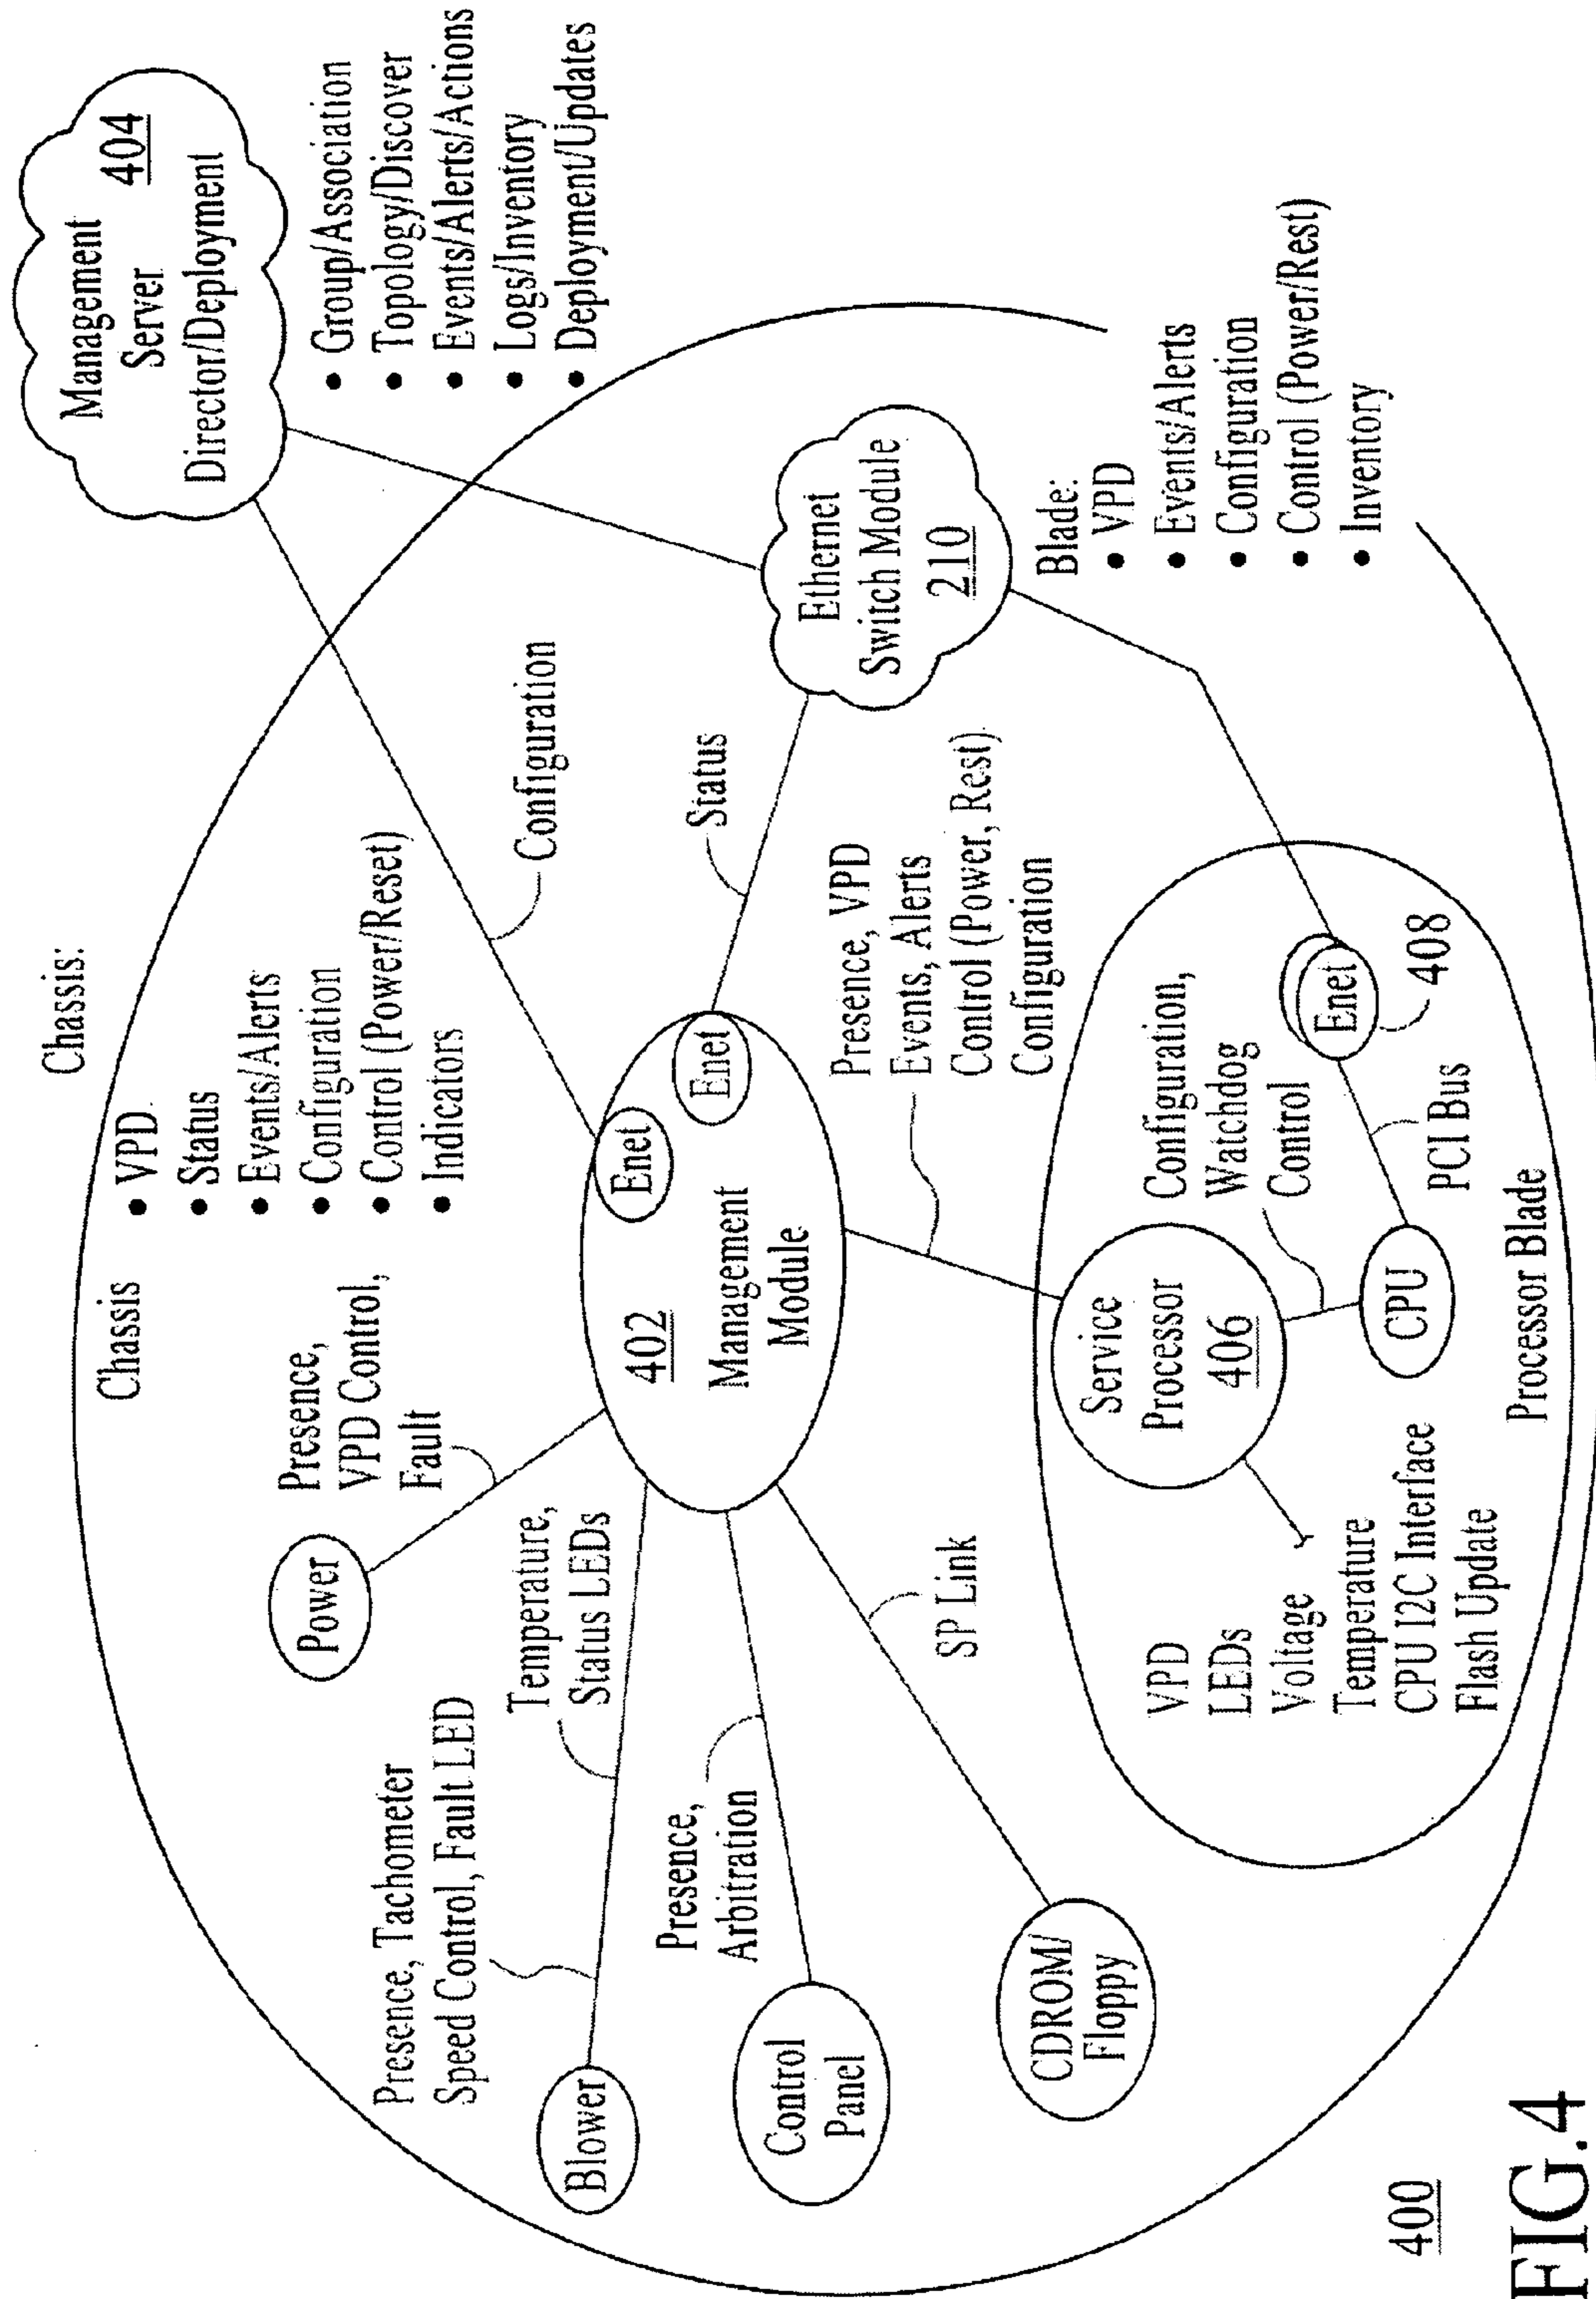 Management
Server 404
Director/Deployment
• Group/Association
• Topology/Discover
• Events/Alerts/Actions
• Logs/Inventory
• Deployment/Updates
Chassis:
• VPD
• Status
• Events/Alerts
• Configuration
• Control (Power/Reset)
• Indicators
Chassis
Presence,
VPD Control,
Fault
Power
Presence, Tachometer
Speed Control, Fault LED
Temperature,
Status LEDs
Blower
Presence,
Arbitration
Control
Panel
SP Link
CDROM/
Floppy
402
Management
Module
Enet
Enet
Configuration
Status
Ethernet
Switch Module
210
Presence, VPD
Events, Alerts
Control (Power, Rest)
Configuration
Blade:
• VPD
• Events/Alerts
• Configuration
• Control (Power/Rest)
• Inventory
Service
Processor
406
Configuration,
Watchdog
Control
Enet
408
CPU
PCI Bus
VPD
LEDs
Voltage
Temperature
CPU I2C Interface
Flash Update
Processor Blade
400
FIG.4